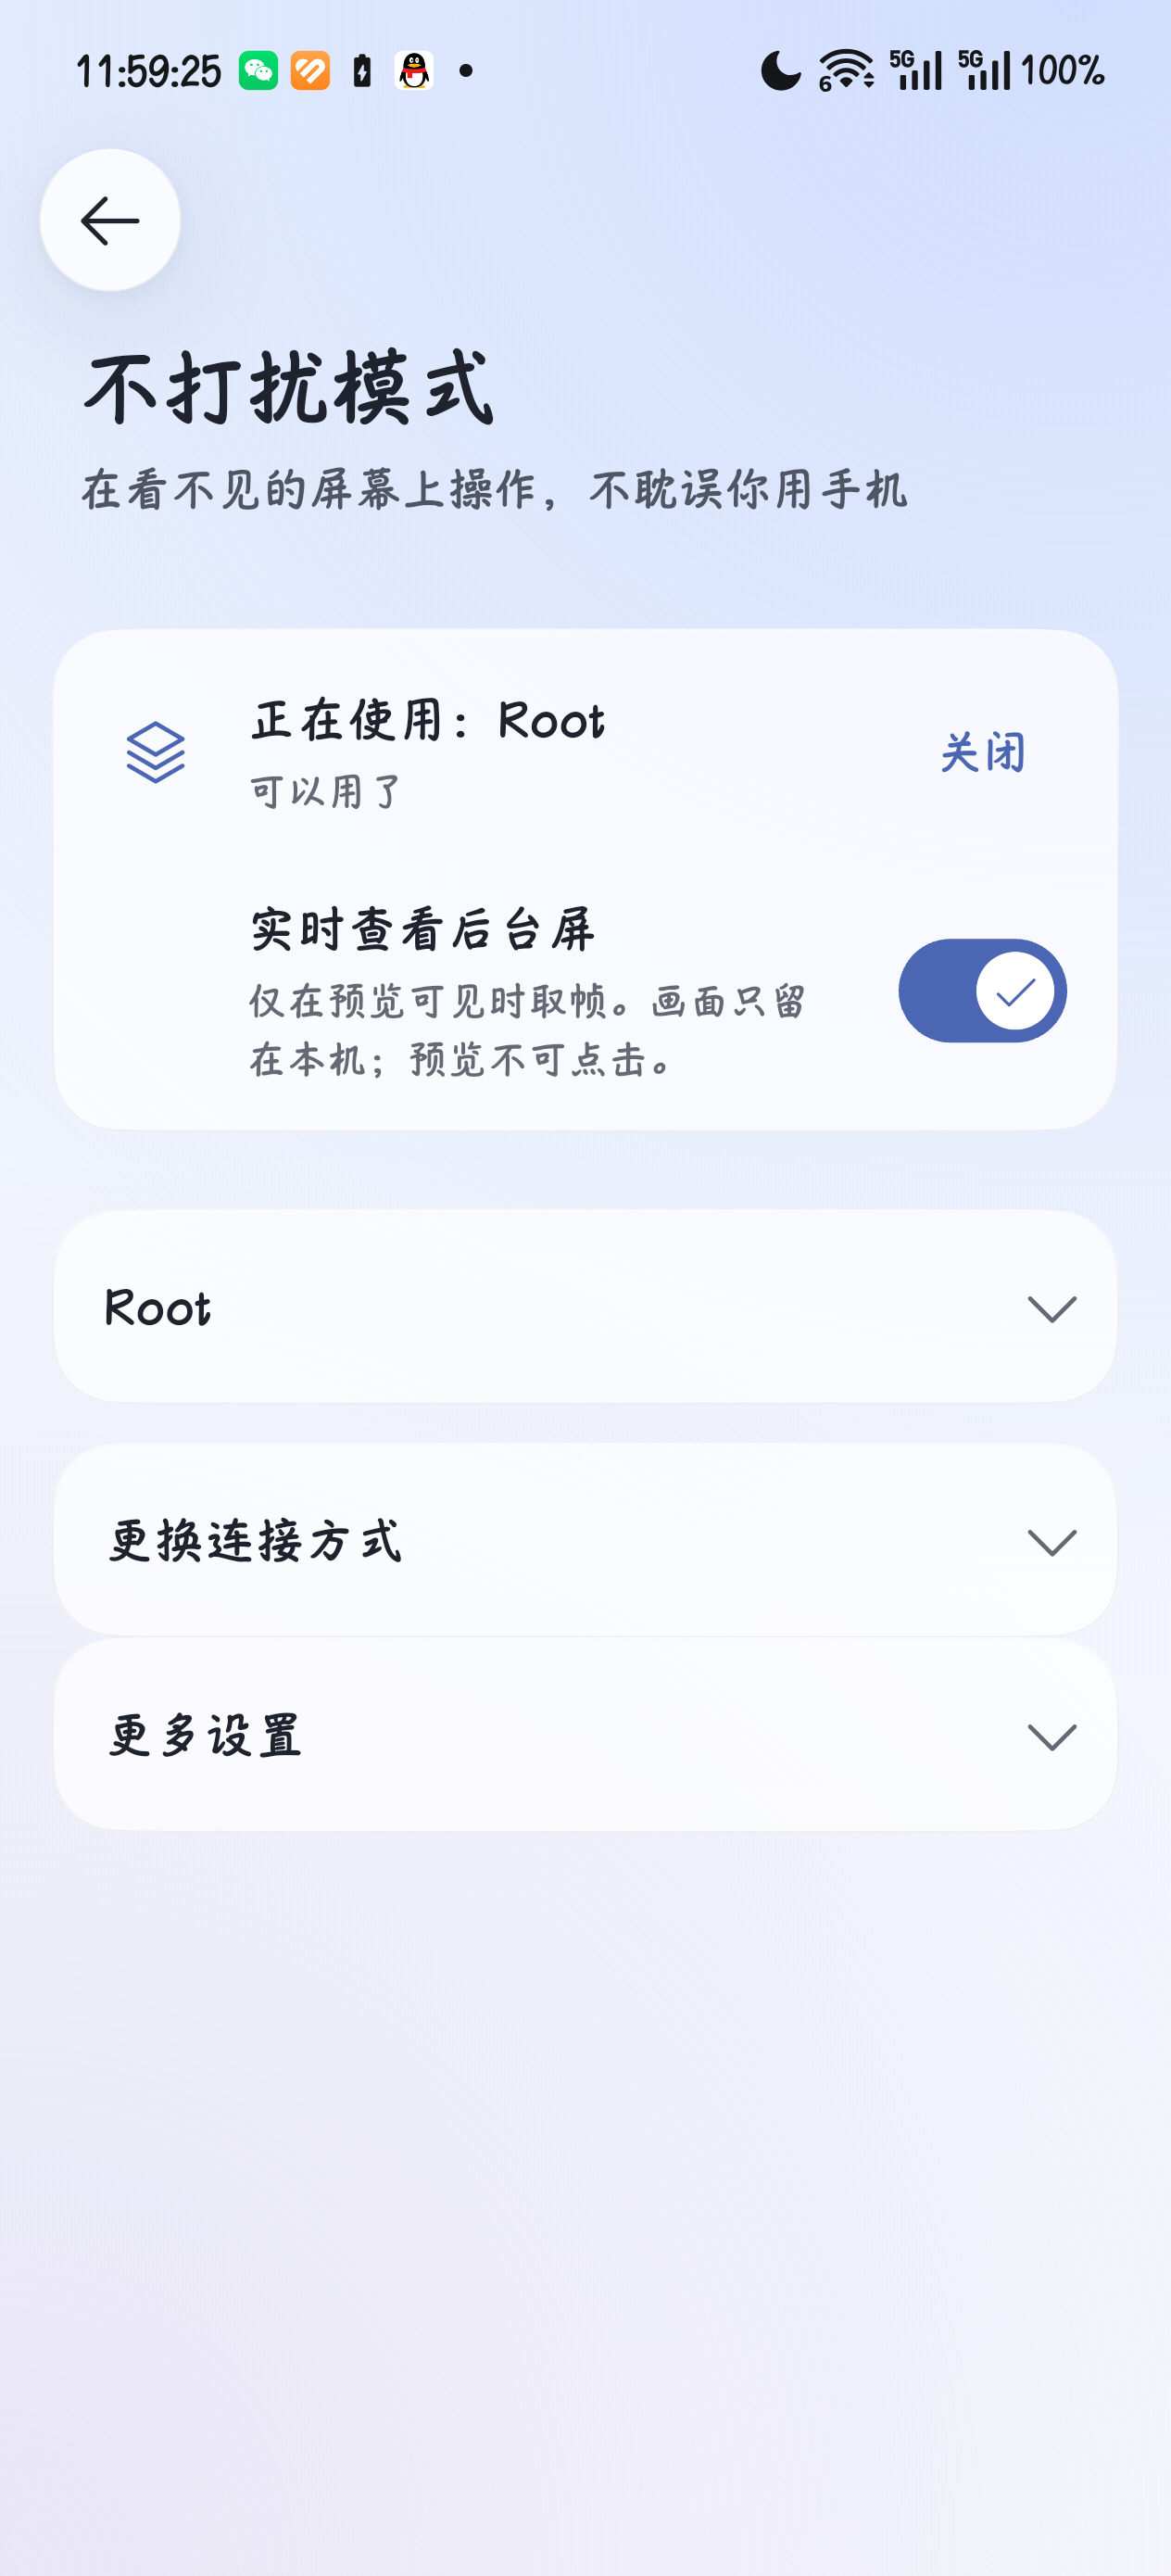 11:59:25
6 5G 5G 100%
不打扰模式
在看不见的屏幕上操作，不耽误你用手机
正在使用：Root
可以用了
关闭
实时查看后台屏
仅在预览可见时取帧。画面只留
在本机；预览不可点击。
Root
更换连接方式
更多设置